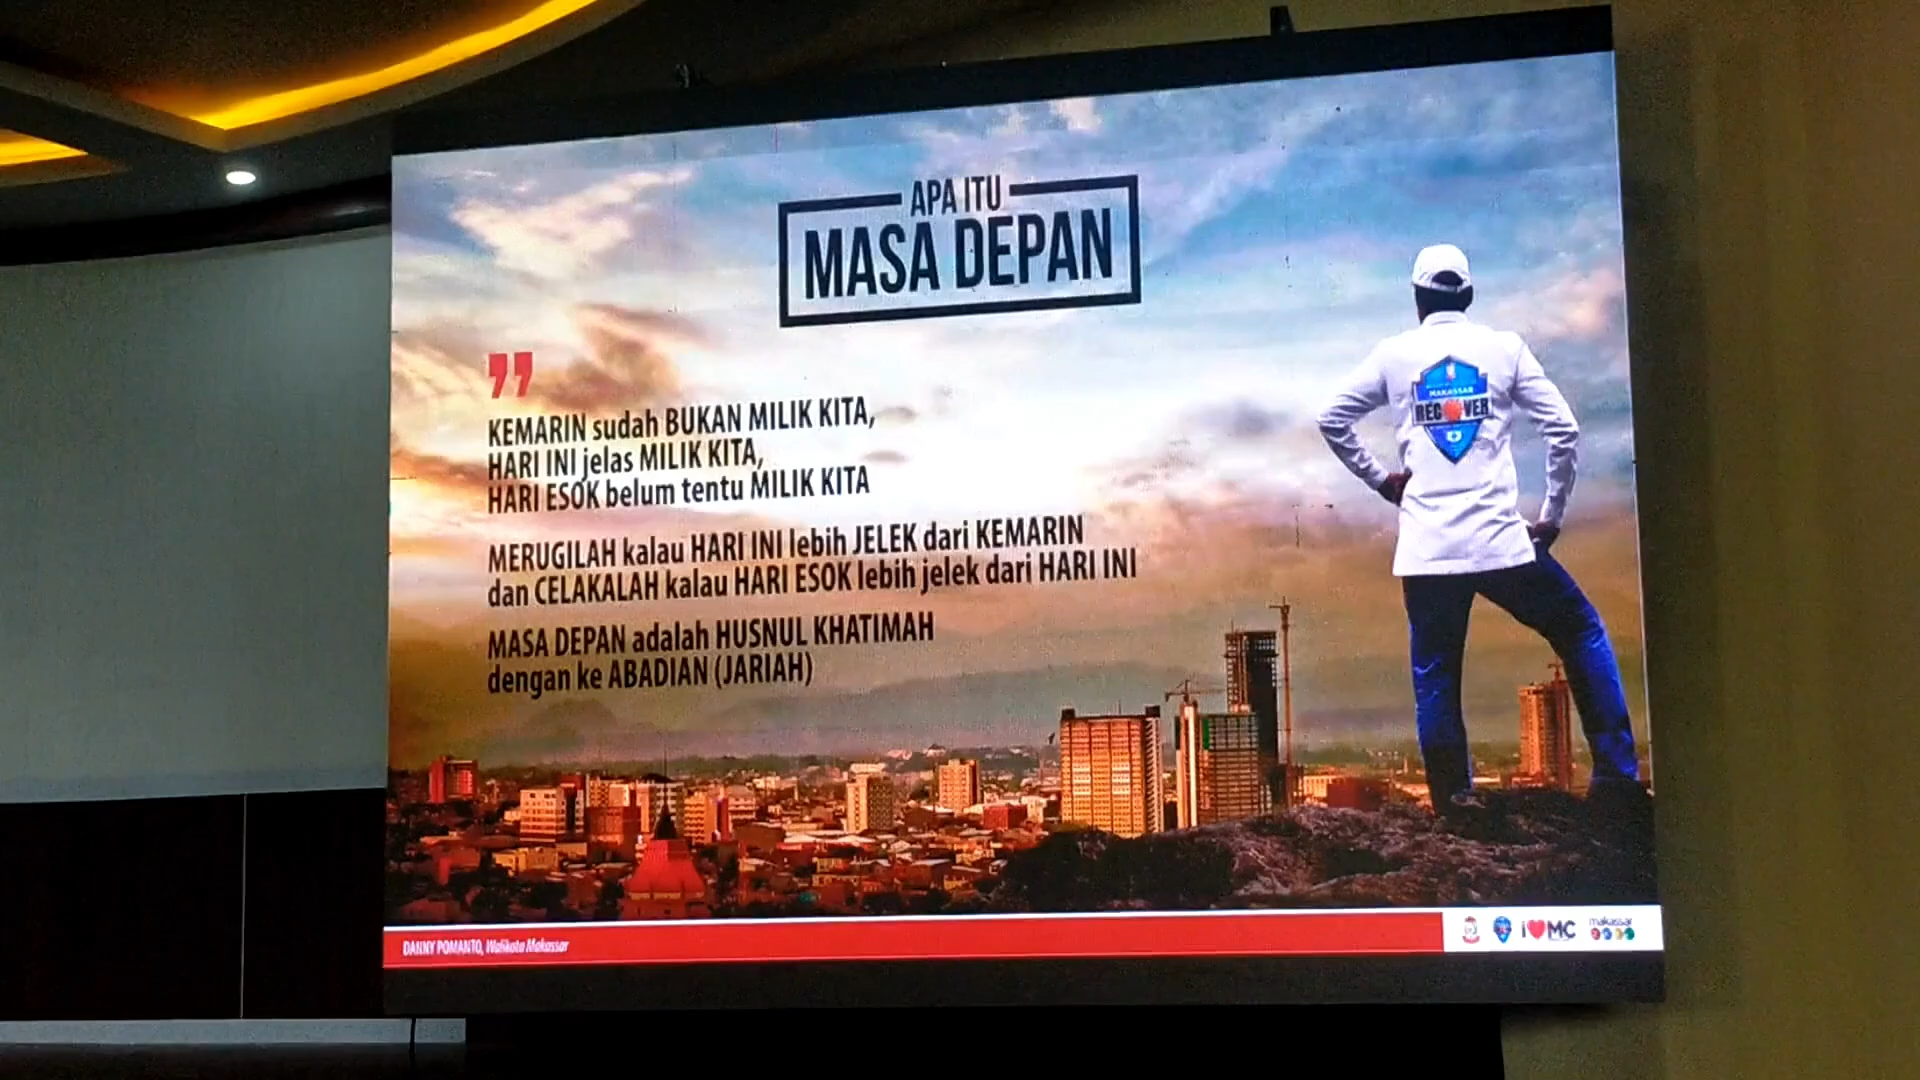 APA ITU
MASA DEPAN
KEMARIN sudah BUKAN MILIK KITA,
HARI INI jelas MILIK KITA,
HARI ESOK belum tentu MILIK KITA
MERUGILAH kalau HARI INI lebih JELEK dari KEMARIN
dan CELAKALAH kalau HARI ESOK lebih jelek dari HARI INI
MASA DEPAN adalah HUSNUL KHATIMAH
dengan ke ABADIAN (JARIAH)
MAKASSAR
RECOVER
DANNY POMANTO, Walikota Makassar
i MC
makassar